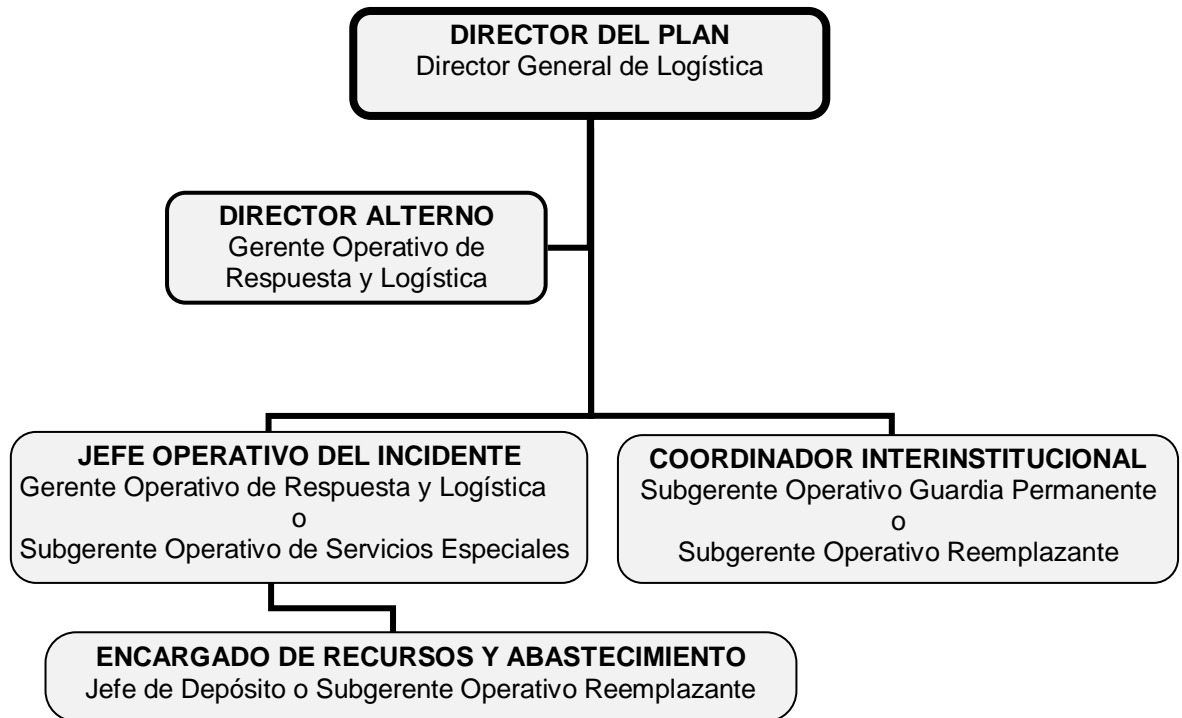 DIRECTOR DEL PLAN
Director General de Logística
DIRECTOR ALTERNO
Gerente Operativo de
Respuesta y Logística
JEFE OPERATIVO DEL INCIDENTE
Gerente Operativo de Respuesta y Logística
o
Subgerente Operativo de Servicios Especiales
COORDINADOR INTERINSTITUCIONAL
Subgerente Operativo Guardia Permanente
o
Subgerente Operativo Reemplazante
ENCARGADO DE RECURSOS Y ABASTECIMIENTO
Jefe de Depósito o Subgerente Operativo Reemplazante